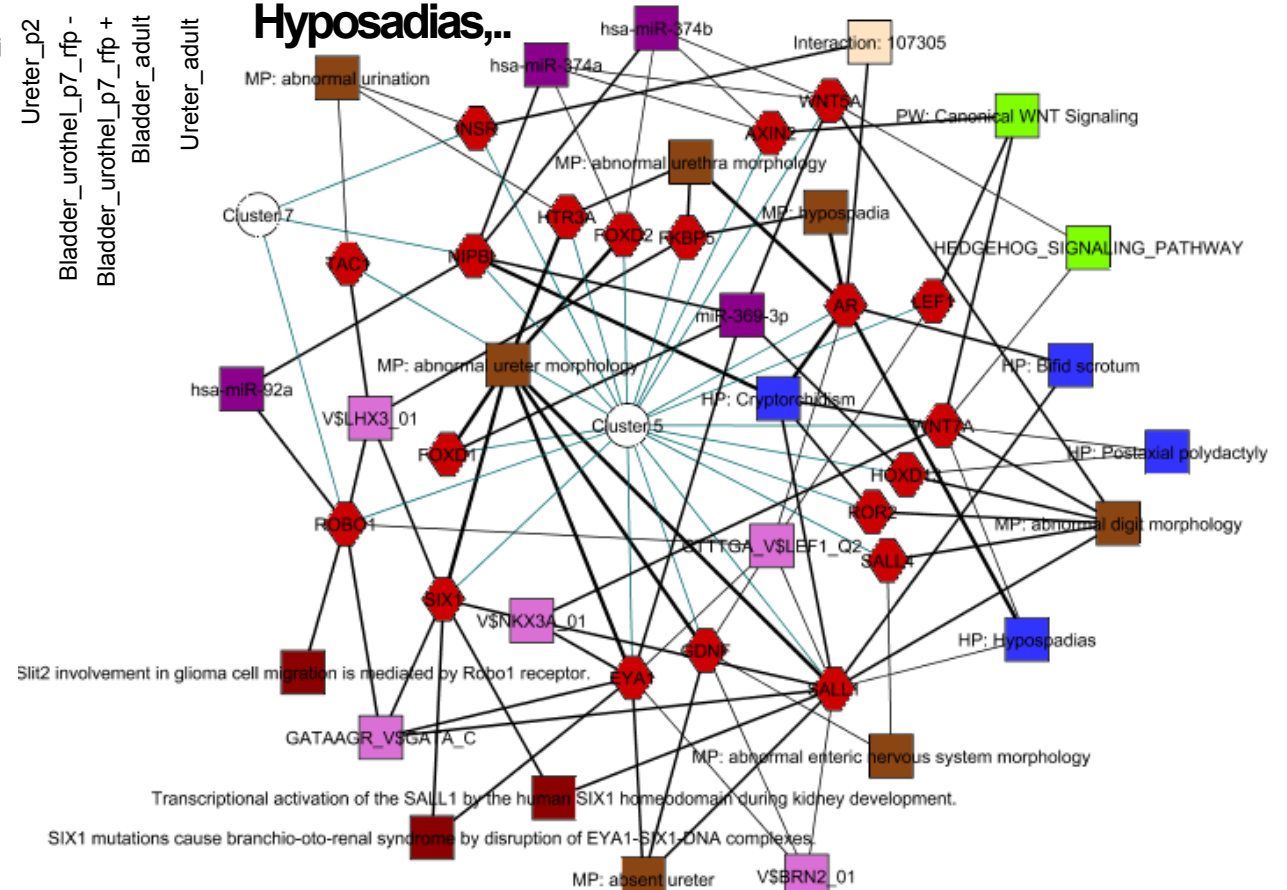 Ureter_p2
Bladder_urothel_p7_rfp -
Bladder_urothel_p7_rfp +
Bladder_adult
Ureter_adult
Hyposadias,..
hsa-miR-374b
Interaction: 107305
hsa-miR-374a
MP: abnormal urination
WNT5A
PW: Canonical WNT Signaling
INSR
AXIN2
MP: abnormal urethra morphology
Cluster 7
HTR3A
MP: hypospadia
FOXD2
FKBP5
HEDGEHOG_SIGNALING_PATHWAY
TAC1
NIPBL
AR
LEF1
miR-369-3p
MP: abnormal ureter morphology
HP: Bifid scrotum
hsa-miR-92a
HP: Cryptorchidism
V$LHX3_01
Cluster 5
WNT7A
FOXD1
HP: Postaxial polydactyly
HOXD13
ROBO1
ROR2
MP: abnormal digit morphology
CTTTGA_V$LEF1_Q2
SALL4
SIX1
V$NKX3A_01
HP: Hypospadias
GDNF
Slit2 involvement in glioma cell migration is mediated by Robo1 receptor.
EYA1
SALL1
GATAAGR_V$GATA_C
MP: abnormal enteric nervous system morphology
Transcriptional activation of the SALL1 by the human SIX1 homeodomain during kidney development.
SIX1 mutations cause branchio-oto-renal syndrome by disruption of EYA1-SIX1-DNA complexes.
MP: absent ureter
V$BRN2_01